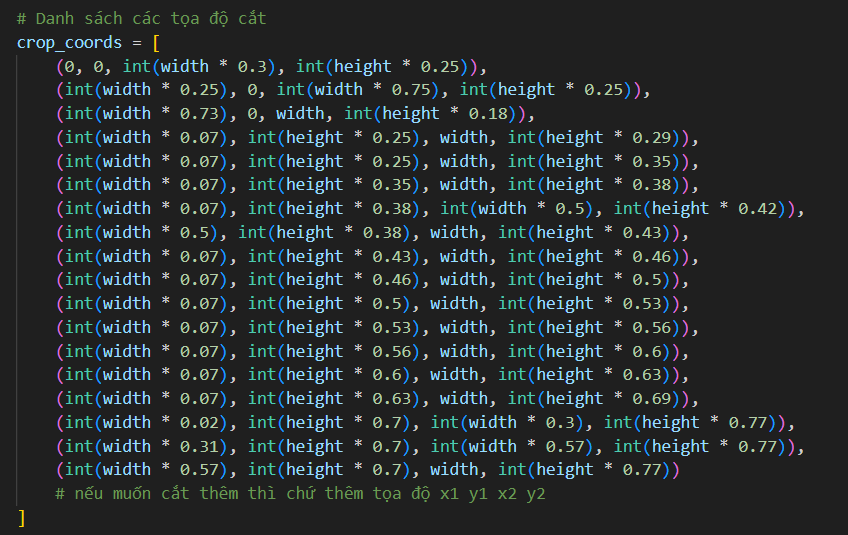 # Danh sách các tọa độ cắt
crop_coords = [
(0, 0, int(width * 0.3), int(height * 0.25)),
(int(width * 0.25), 0, int(width * 0.75), int(height * 0.25)),
(int(width * 0.73), 0, width, int(height * 0.18)),
(int(width * 0.07), int(height * 0.25), width, int(height * 0.29)),
(int(width * 0.07), int(height * 0.25), width, int(height * 0.35)),
(int(width * 0.07), int(height * 0.35), width, int(height * 0.38)),
(int(width * 0.07), int(height * 0.38), int(width * 0.5), int(height * 0.42)),
(int(width * 0.5), int(height * 0.38), width, int(height * 0.43)),
(int(width * 0.07), int(height * 0.43), width, int(height * 0.46)),
(int(width * 0.07), int(height * 0.46), width, int(height * 0.5)),
(int(width * 0.07), int(height * 0.5), width, int(height * 0.53)),
(int(width * 0.07), int(height * 0.53), width, int(height * 0.56)),
(int(width * 0.07), int(height * 0.56), width, int(height * 0.6)),
(int(width * 0.07), int(height * 0.6), width, int(height * 0.63)),
(int(width * 0.07), int(height * 0.63), width, int(height * 0.69)),
(int(width * 0.02), int(height * 0.7), int(width * 0.3), int(height * 0.77)),
(int(width * 0.31), int(height * 0.7), int(width * 0.57), int(height * 0.77)),
(int(width * 0.57), int(height * 0.7), width, int(height * 0.77))
# nếu muốn cắt thêm thì chứ thêm tọa độ x1 y1 x2 y2
]